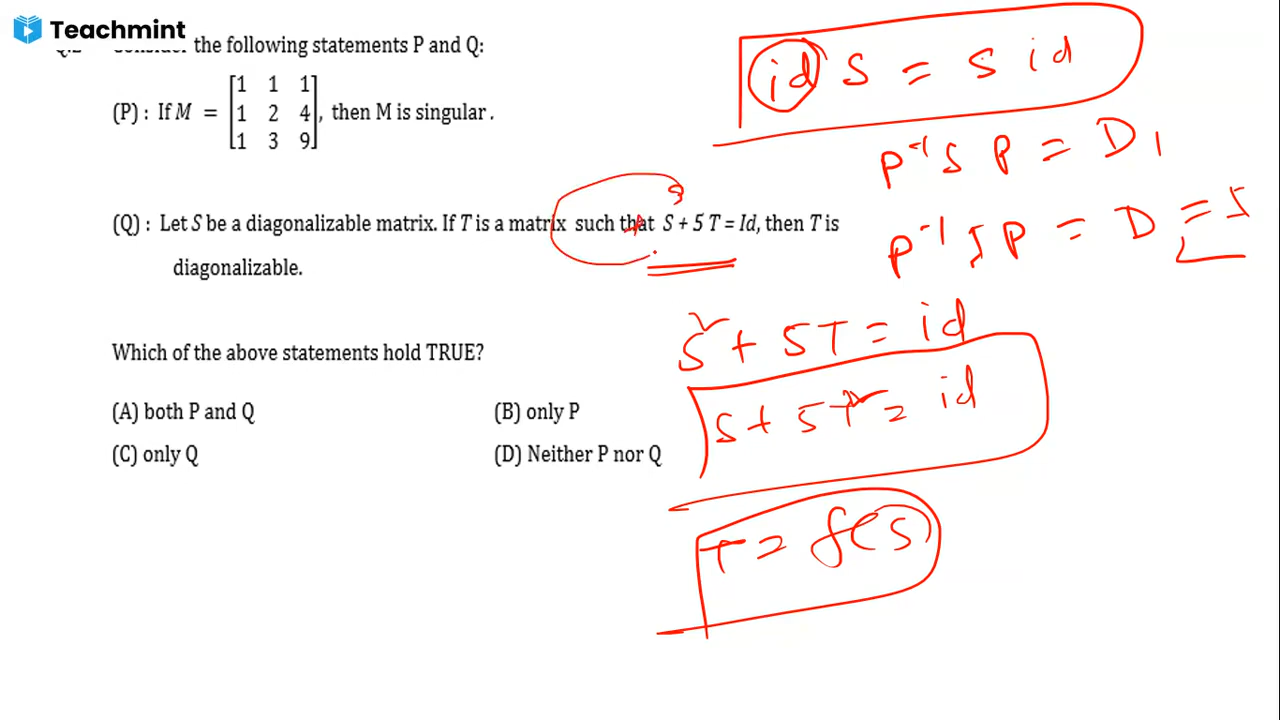 Teachmint
the following statements P and Q:
(P) : If M = [1 1 1
1 2 4
1 3 9], then M is singular .
(Q) : Let S be a diagonalizable matrix. If T is a matrix such that S + 5 T = Id, then T is
diagonalizable.
Which of the above statements hold TRUE?
(A) both P and Q (B) only P
(C) only Q (D) Neither P nor Q
id S = S id
P⁻¹ S P = D₁
P⁻¹ S P = D = S
S² + 5T = id
S + 5T² = id
T = f(S)